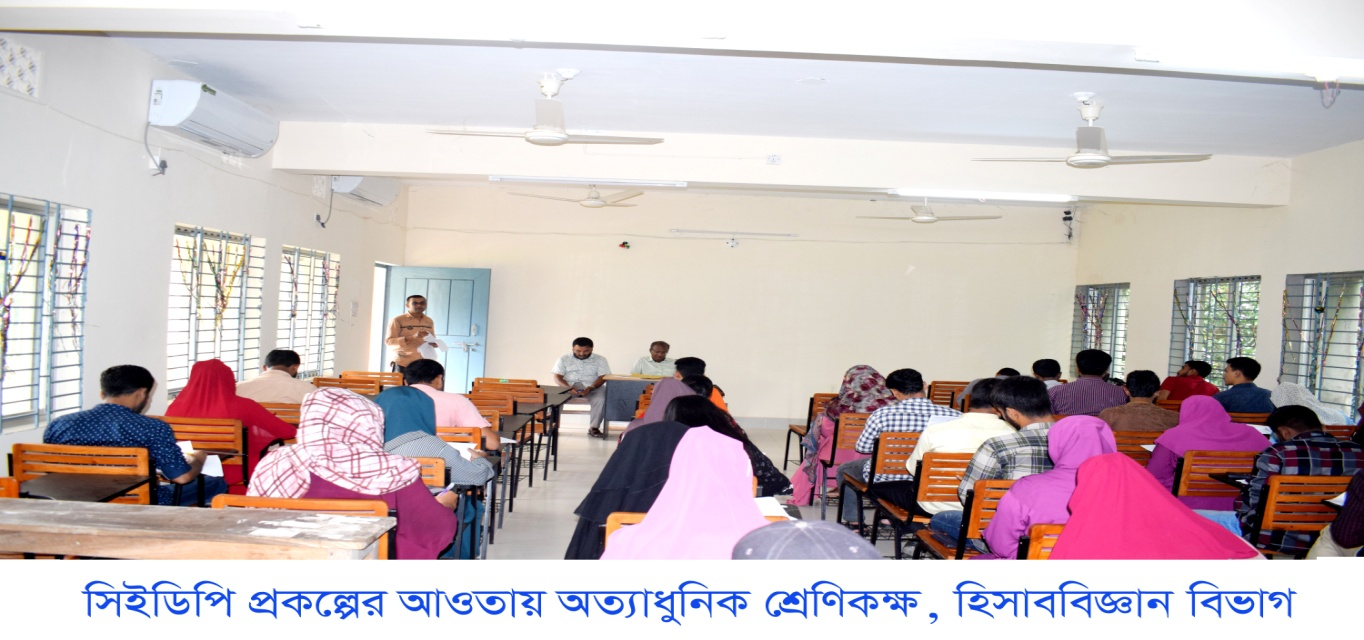 সিইডিপি প্রকল্পের আওতায় অত্যাধুনিক শ্রেণিকক্ষ, হিসাববিজ্ঞান বিভাগ